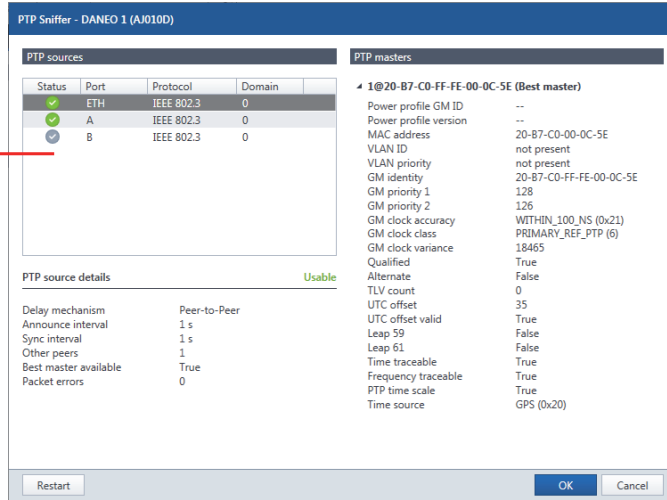 PTP Sniffer - DANEO 1 (AJ010D)
PTP sources
Status Port Protocol Domain
ETH IEEE 802.3 0
A IEEE 802.3 0
B IEEE 802.3 0
PTP source details Usable
Delay mechanism Peer-to-Peer
Announce interval 1 s
Sync interval 1 s
Other peers 1
Best master available True
Packet errors 0
PTP masters
1@20-B7-C0-FF-FE-00-0C-5E (Best master)
Power profile GM ID --
Power profile version --
MAC address 20-B7-C0-00-0C-5E
VLAN ID not present
VLAN priority not present
GM identity 20-B7-C0-FF-FE-00-0C-5E
GM priority 1 128
GM priority 2 126
GM clock accuracy WITHIN_100_NS (0x21)
GM clock class PRIMARY_REF_PTP (6)
GM clock variance 18465
Qualified True
Alternate False
TLV count 0
UTC offset 35
UTC offset valid True
Leap 59 False
Leap 61 False
Time traceable True
Frequency traceable True
PTP time scale True
Time source GPS (0x20)
Restart OK Cancel